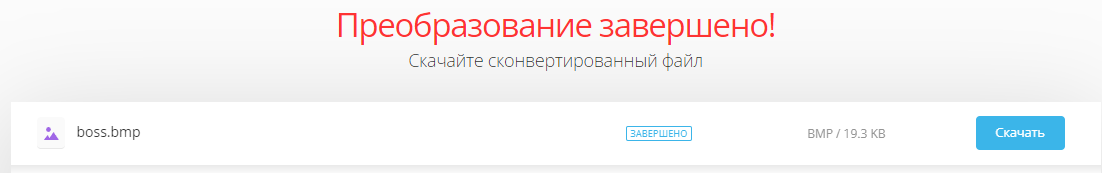 Преобразование завершено!
Скачайте сконвертированный файл
boss.bmp ЗАВЕРШЕНО BMP / 19.3 KB Скачать